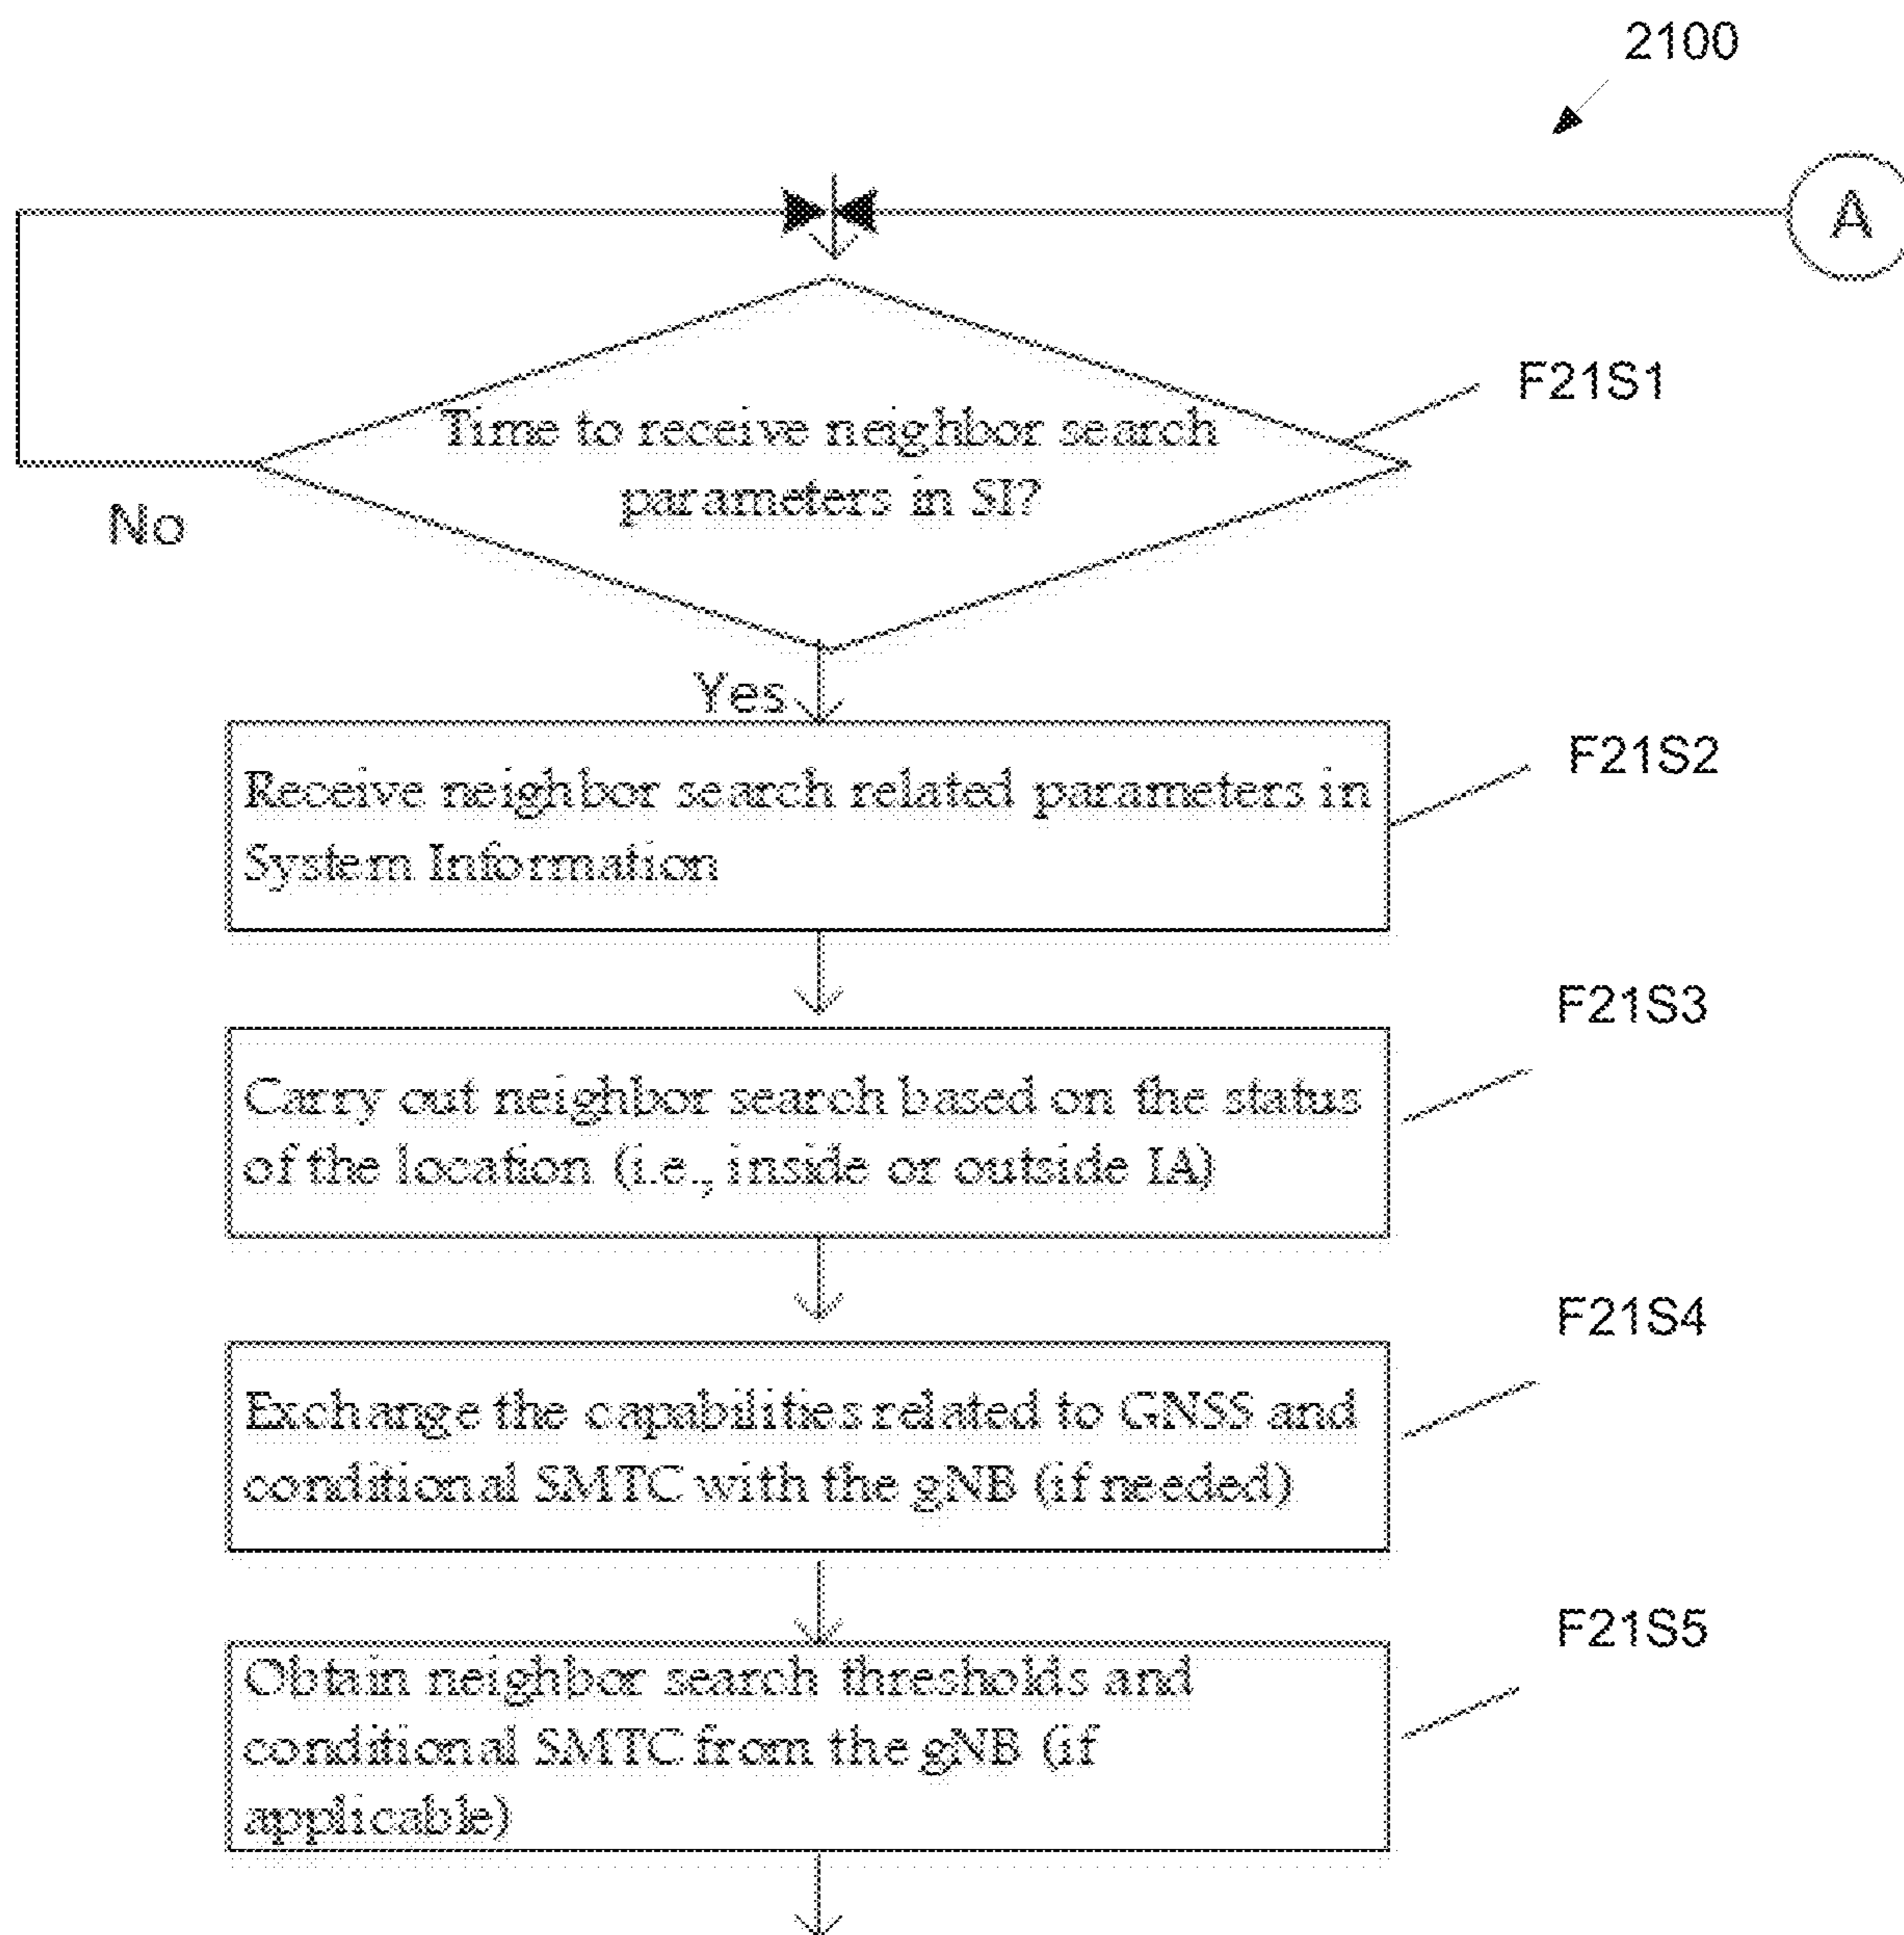 2100
A
F21S1
Time to receive neighbor search
parameters in SI?
No
Yes
F21S2
Receive neighbor search related parameters in
System Information
F21S3
Carry out neighbor search based on the status
of the location (i.e., inside or outside IA)
F21S4
Exchange the capabilities related to GNSS and
conditional SMTC with the gNB (if needed)
F21S5
Obtain neighbor search thresholds and
conditional SMTC from the gNB (if
applicable)